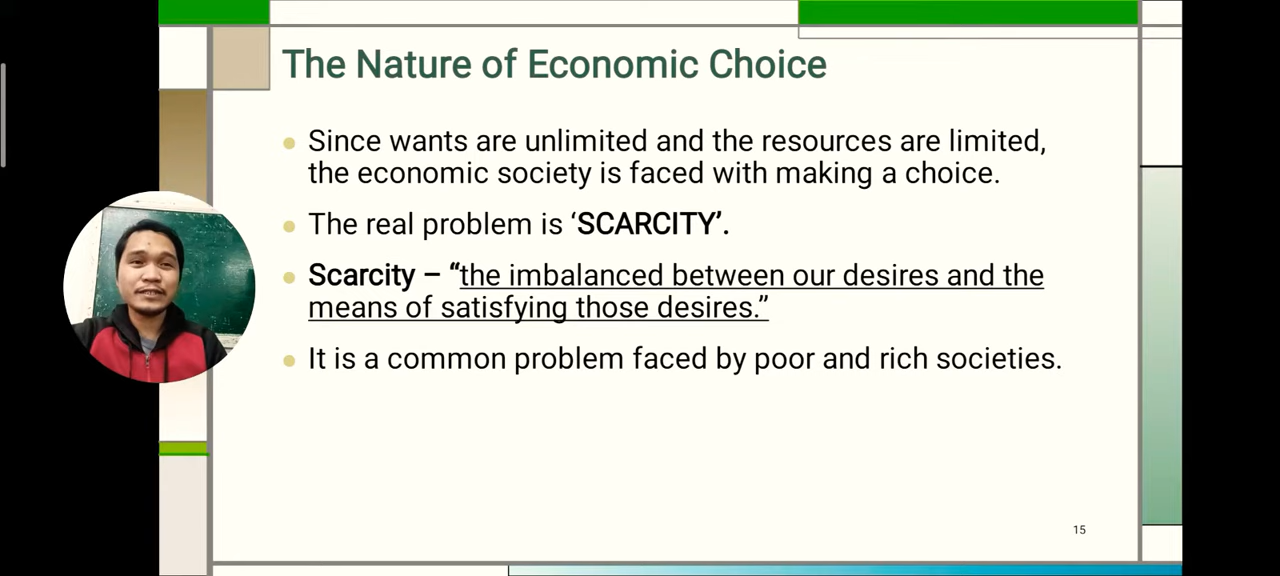 The Nature of Economic Choice
Since wants are unlimited and the resources are limited,
the economic society is faced with making a choice.
The real problem is ‘SCARCITY’.
Scarcity – “the imbalanced between our desires and the
means of satisfying those desires.”
It is a common problem faced by poor and rich societies.
15